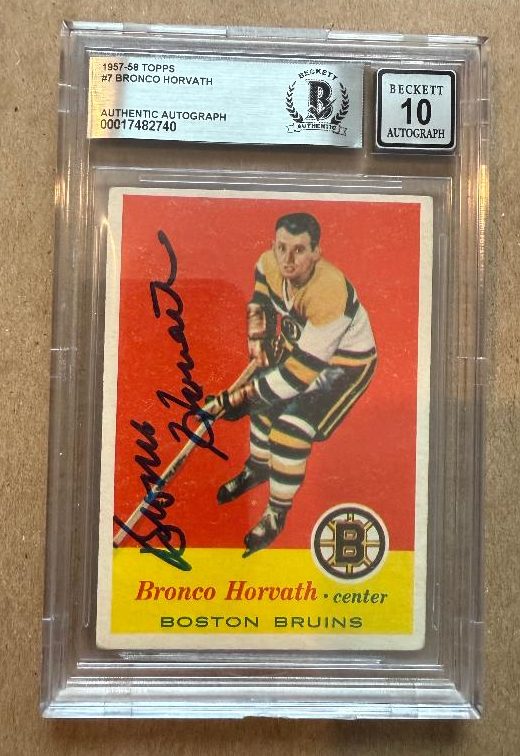 1957-58 TOPPS
#7 BRONCO HORVATH
AUTHENTIC AUTOGRAPH
00017482740
BECKETT
B
AUTHENTIC
BECKETT
10
AUTOGRAPH
Bronco Horvath
B
Bronco Horvath • center
BOSTON BRUINS